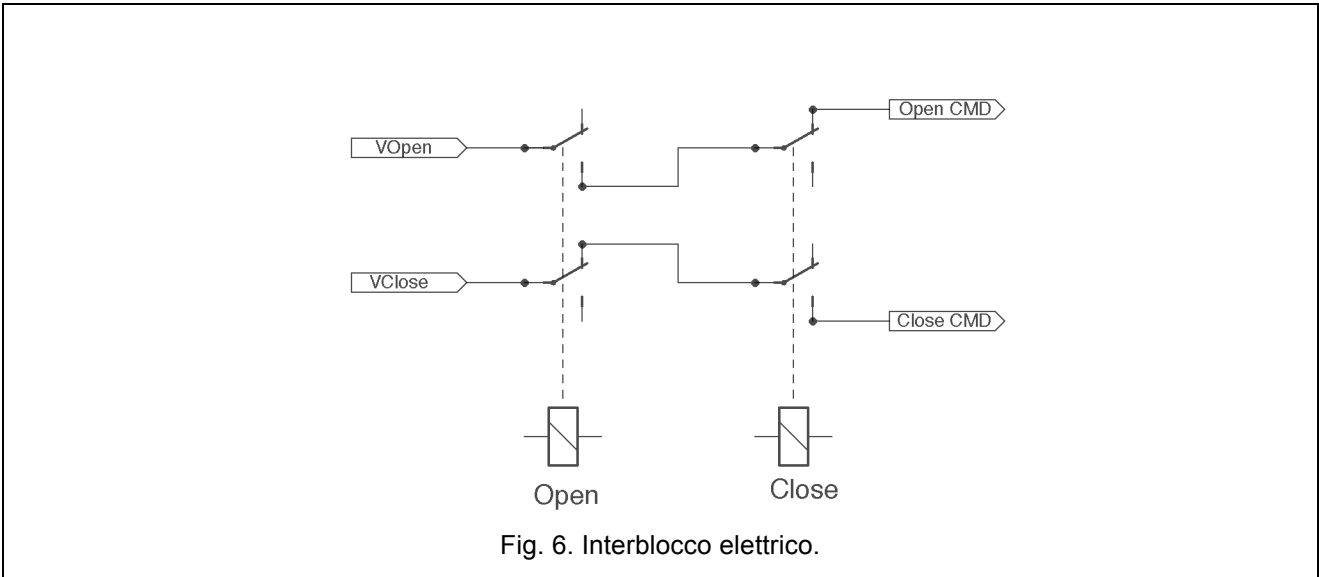 Open CMD
VOpen
VClose
Close CMD
Open
Close
Fig. 6. Interblocco elettrico.